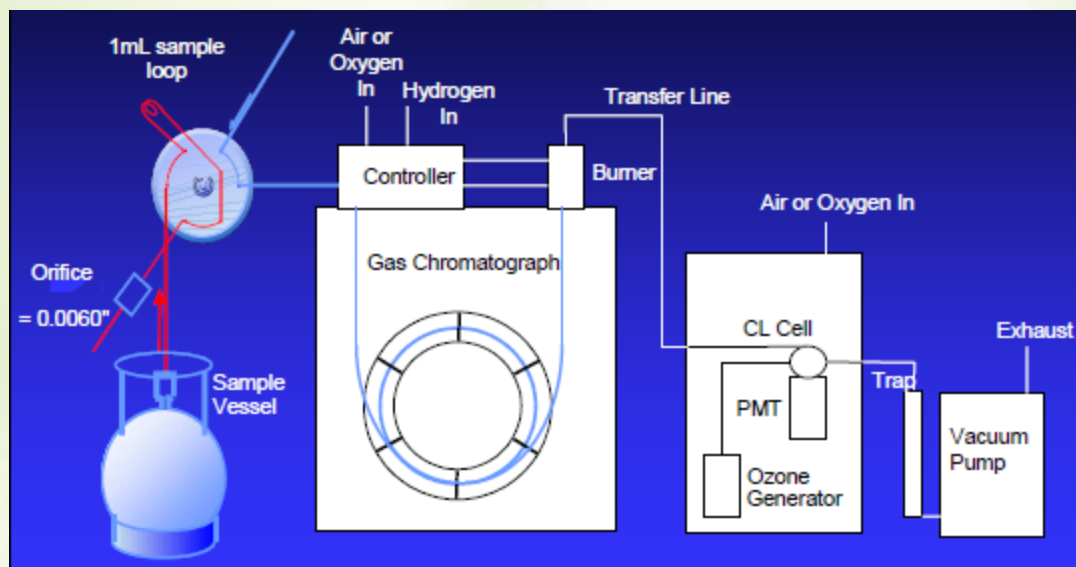 1mL sample
loop
Air or
Oxygen
In
Hydrogen
In
Transfer Line
Controller
Burner
Air or Oxygen In
Gas Chromatograph
Orifice
= 0.0060"
CL Cell
Exhaust
Sample
Vessel
Trap
PMT
Vacuum
Pump
Ozone
Generator